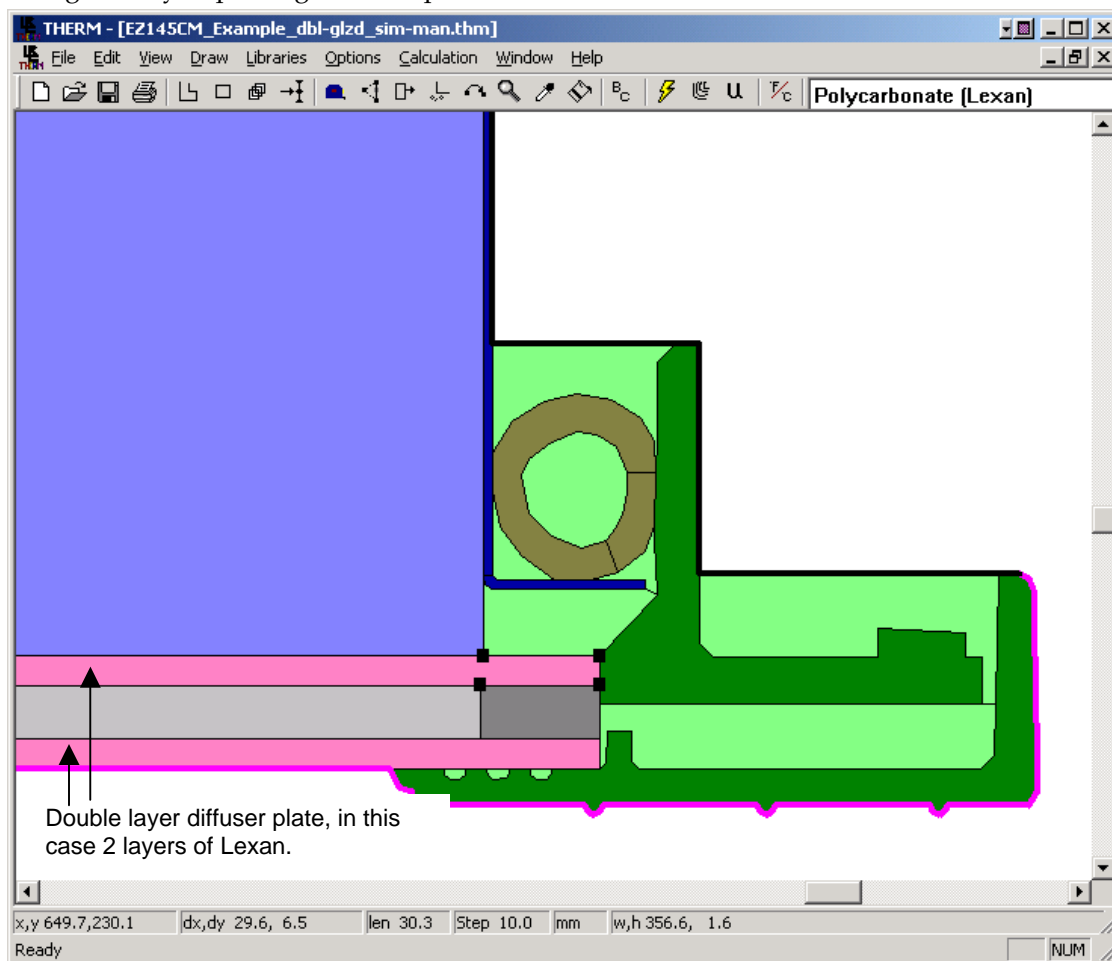 THERM - [EZ145CM_Example_dbl-glzd_sim-man.thm]
File Edit View Draw Libraries Options Calculation Window Help
BC U °F/C Polycarbonate (Lexan)
Double layer diffuser plate, in this
case 2 layers of Lexan.
x,y 649.7,230.1 dx,dy 29.6, 6.5 len 30.3 Step 10.0 mm w,h 356.6, 1.6
Ready NUM